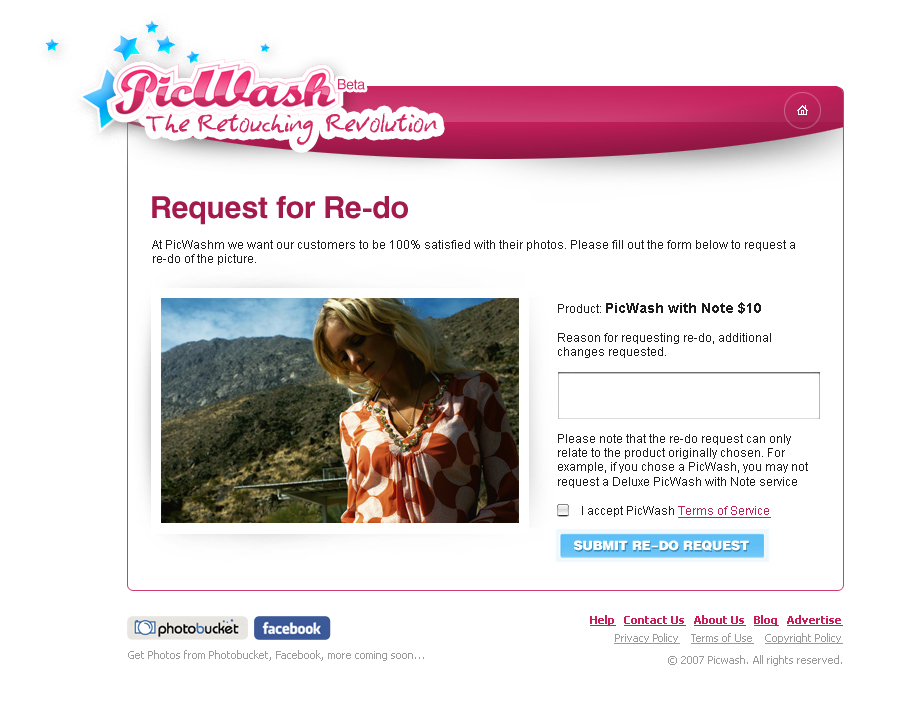 PicWash Beta
The Retouching Revolution
Request for Re-do
At PicWashm we want our customers to be 100% satisfied with their photos. Please fill out the form below to request a
re-do of the picture.
Product: PicWash with Note $10
Reason for requesting re-do, additional
changes requested.
Please note that the re-do request can only
relate to the product originally chosen. For
example, if you chose a PicWash, you may not
request a Deluxe PicWash with Note service
I accept PicWash Terms of Service
SUBMIT RE-DO REQUEST
photobucket facebook
Get Photos from Photobucket, Facebook, more coming soon...
Help Contact Us About Us Blog Advertise
Privacy Policy Terms of Use Copyright Policy
© 2007 Picwash. All rights reserved.